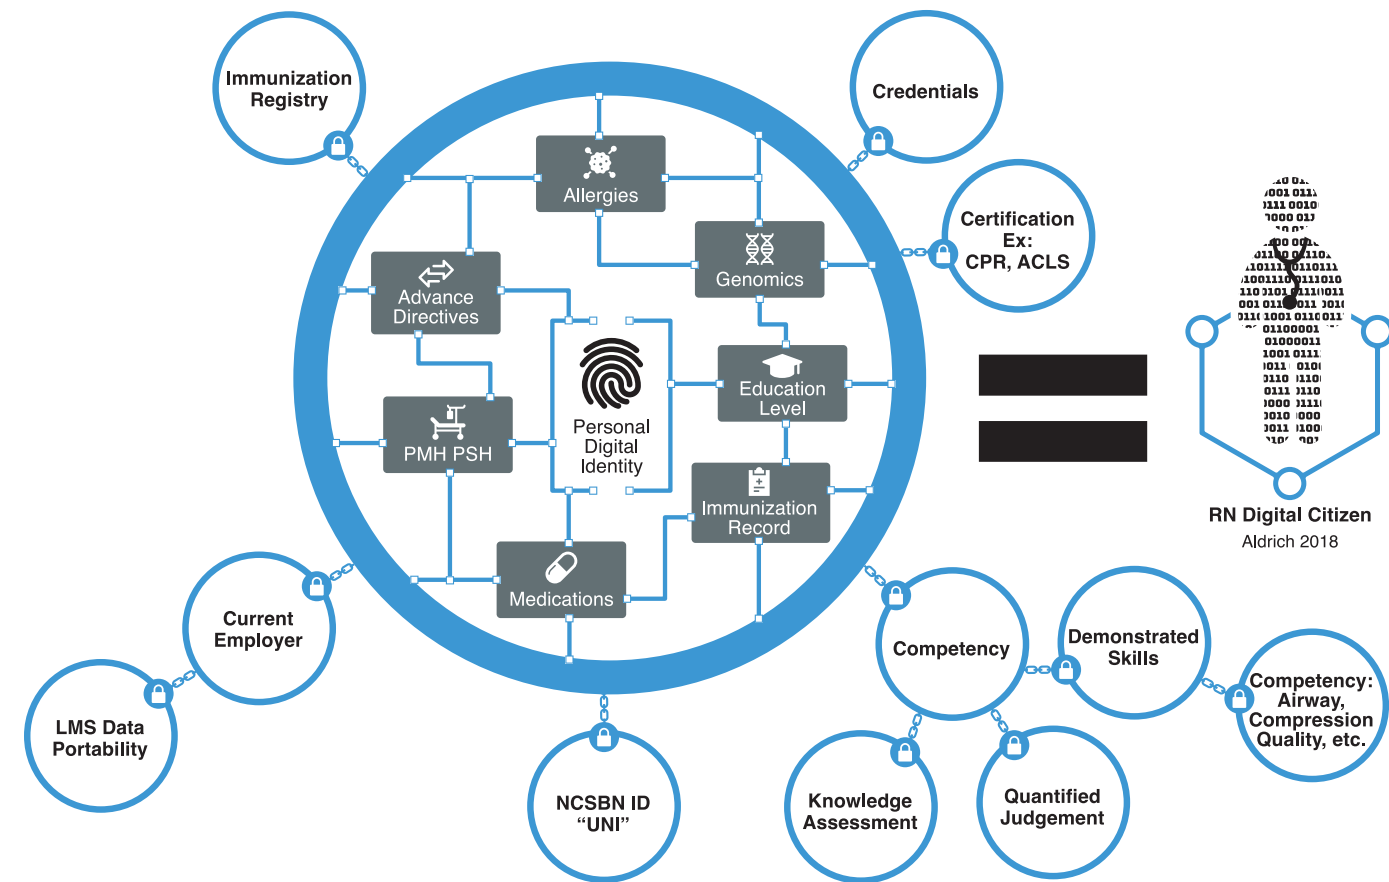 Immunization
Registry
Credentials
Allergies
Certification
Ex:
CPR, ACLS
Genomics
Advance
Directives
Education
Level
Personal
Digital
Identity
PMH PSH
Immunization
Record
Medications
RN Digital Citizen
Aldrich 2018
Current
Employer
LMS Data
Portability
NCSBN ID
“UNI”
Competency
Demonstrated
Skills
Competency:
Airway,
Compression
Quality, etc.
Knowledge
Assessment
Quantified
Judgement